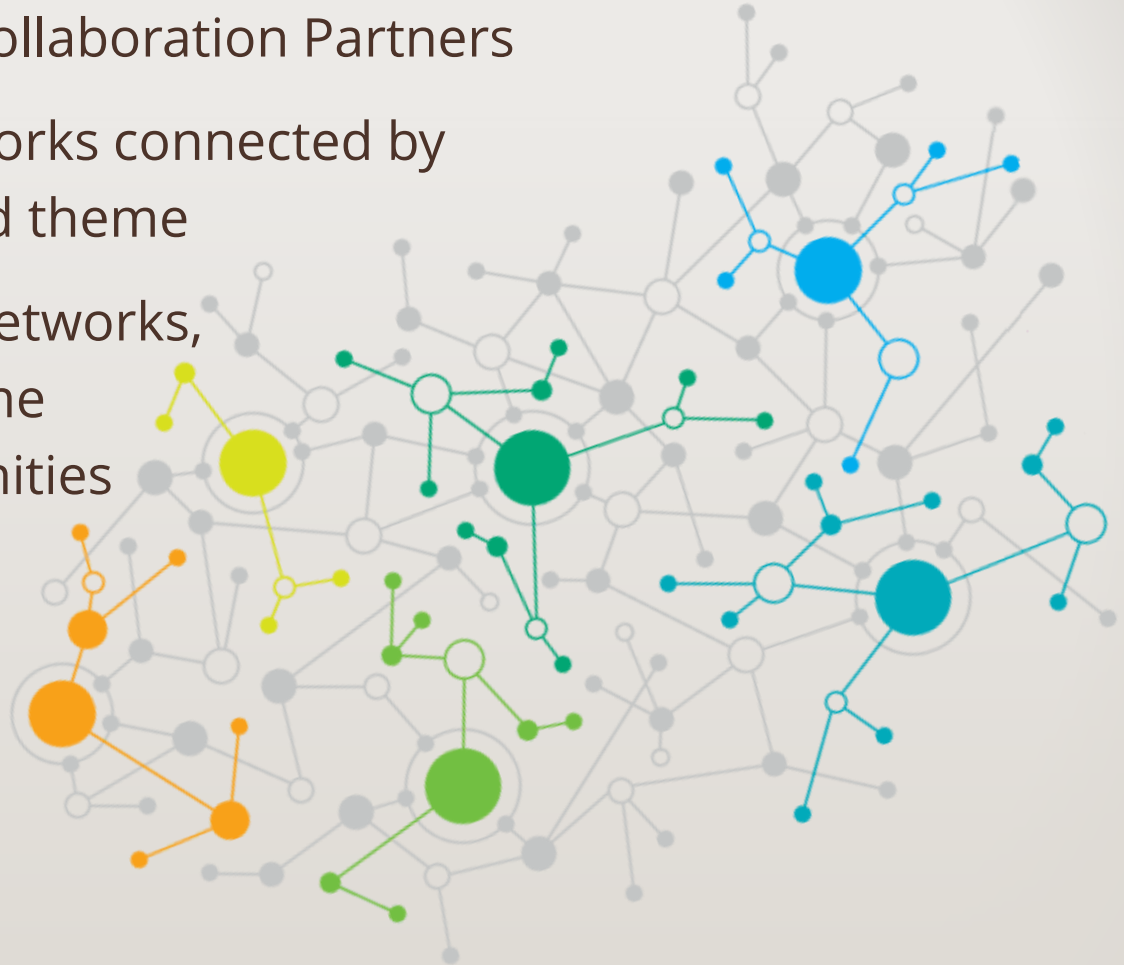 ollaboration Partners
orks connected by
d theme
etworks,
ne
nities